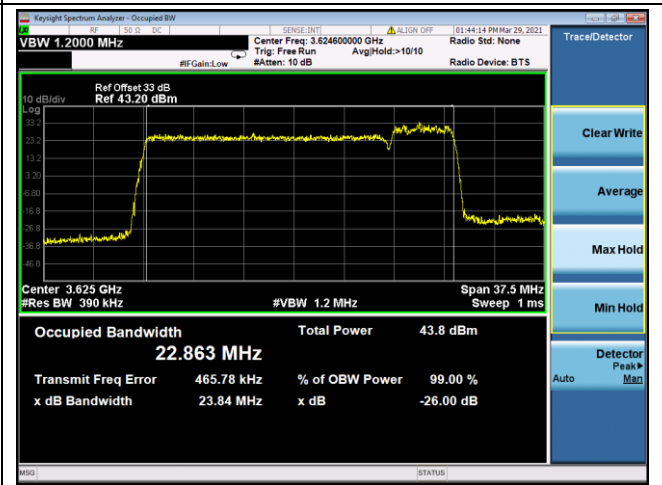 Keysight Spectrum Analyzer - Occupied BW
RF 50 Ω DC SENSE:INT ALIGN OFF 01:44:14 PM Mar 29, 2021
VBW 1.2000 MHz Center Freq: 3.624600000 GHz Radio Std: None
Trig: Free Run Avg|Hold:>10/10
#IFGain:Low #Atten: 10 dB Radio Device: BTS
Ref Offset 33 dB
10 dB/div Ref 43.20 dBm
Log
33.2
23.2
13.2
3.20
-6.80
-16.8
-26.8
-36.8
-46.8
Center 3.625 GHz Span 37.5 MHz
#Res BW 390 kHz #VBW 1.2 MHz Sweep 1 ms
Occupied Bandwidth Total Power 43.8 dBm
22.863 MHz
Transmit Freq Error 465.78 kHz % of OBW Power 99.00 %
x dB Bandwidth 23.84 MHz x dB -26.00 dB
MSG STATUS
Trace/Detector
Clear Write
Average
Max Hold
Min Hold
Detector
Peak▶
Auto Man